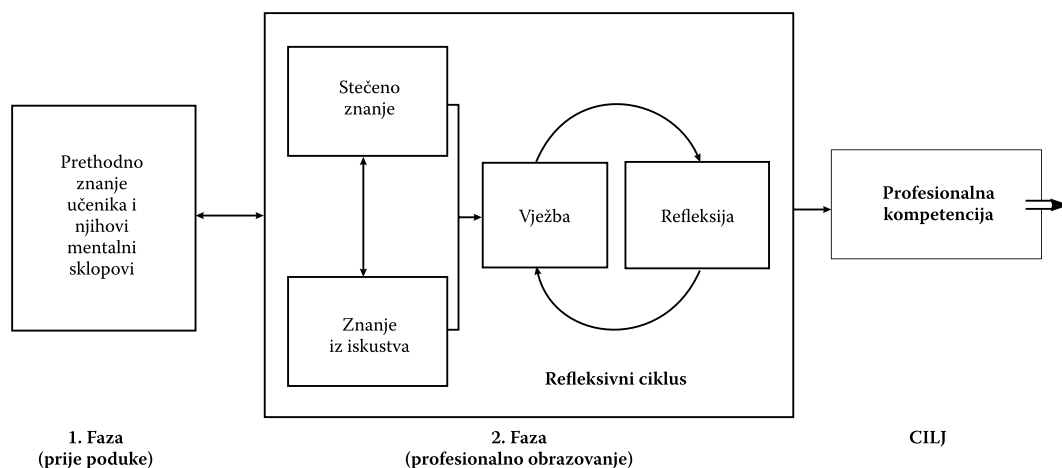 Prethodno
znanje
učenika i
njihovi
mentalni
sklopovi
Stečeno
znanje
Znanje
iz iskustva
Vježba
Refleksija
Refleksivni ciklus
Profesionalna
kompetencija
1. Faza
(prije poduke)
2. Faza
(profesionalno obrazovanje)
CILJ